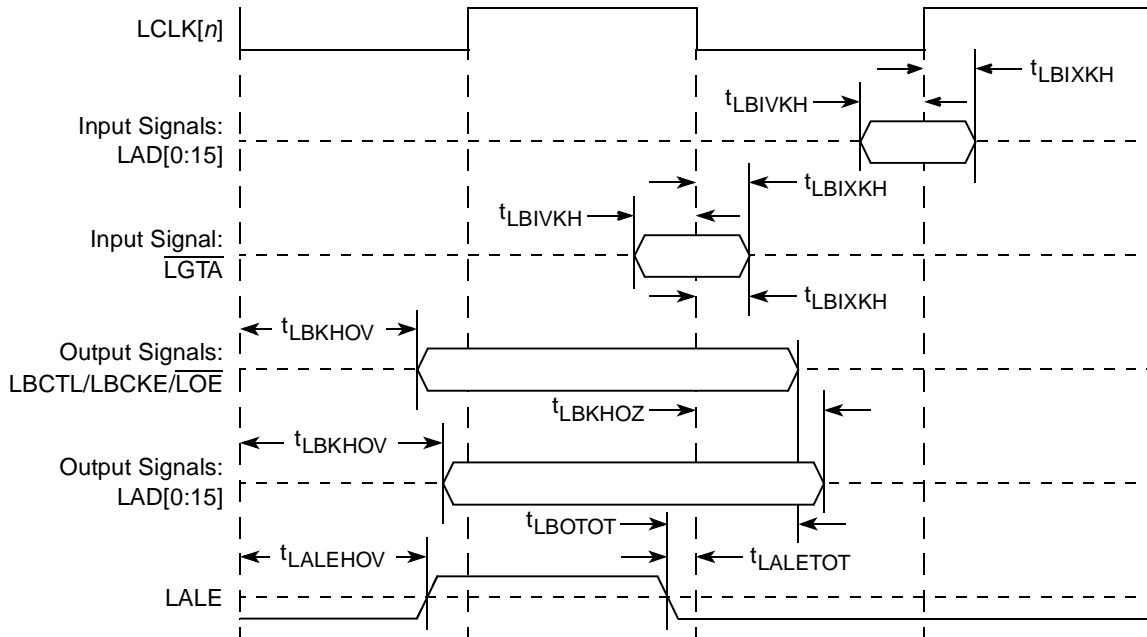 LCLK[n]
tLBIXKH
tLBIVKH
Input Signals:
LAD[0:15]
tLBIXKH
tLBIVKH
Input Signal:
LGTA
tLBIXKH
tLBKHOV
Output Signals:
LBCTL/LBCKE/LOE
tLBKHOZ
tLBKHOV
Output Signals:
LAD[0:15]
tLBOTOT
tLALEHOV
tLALETOT
LALE